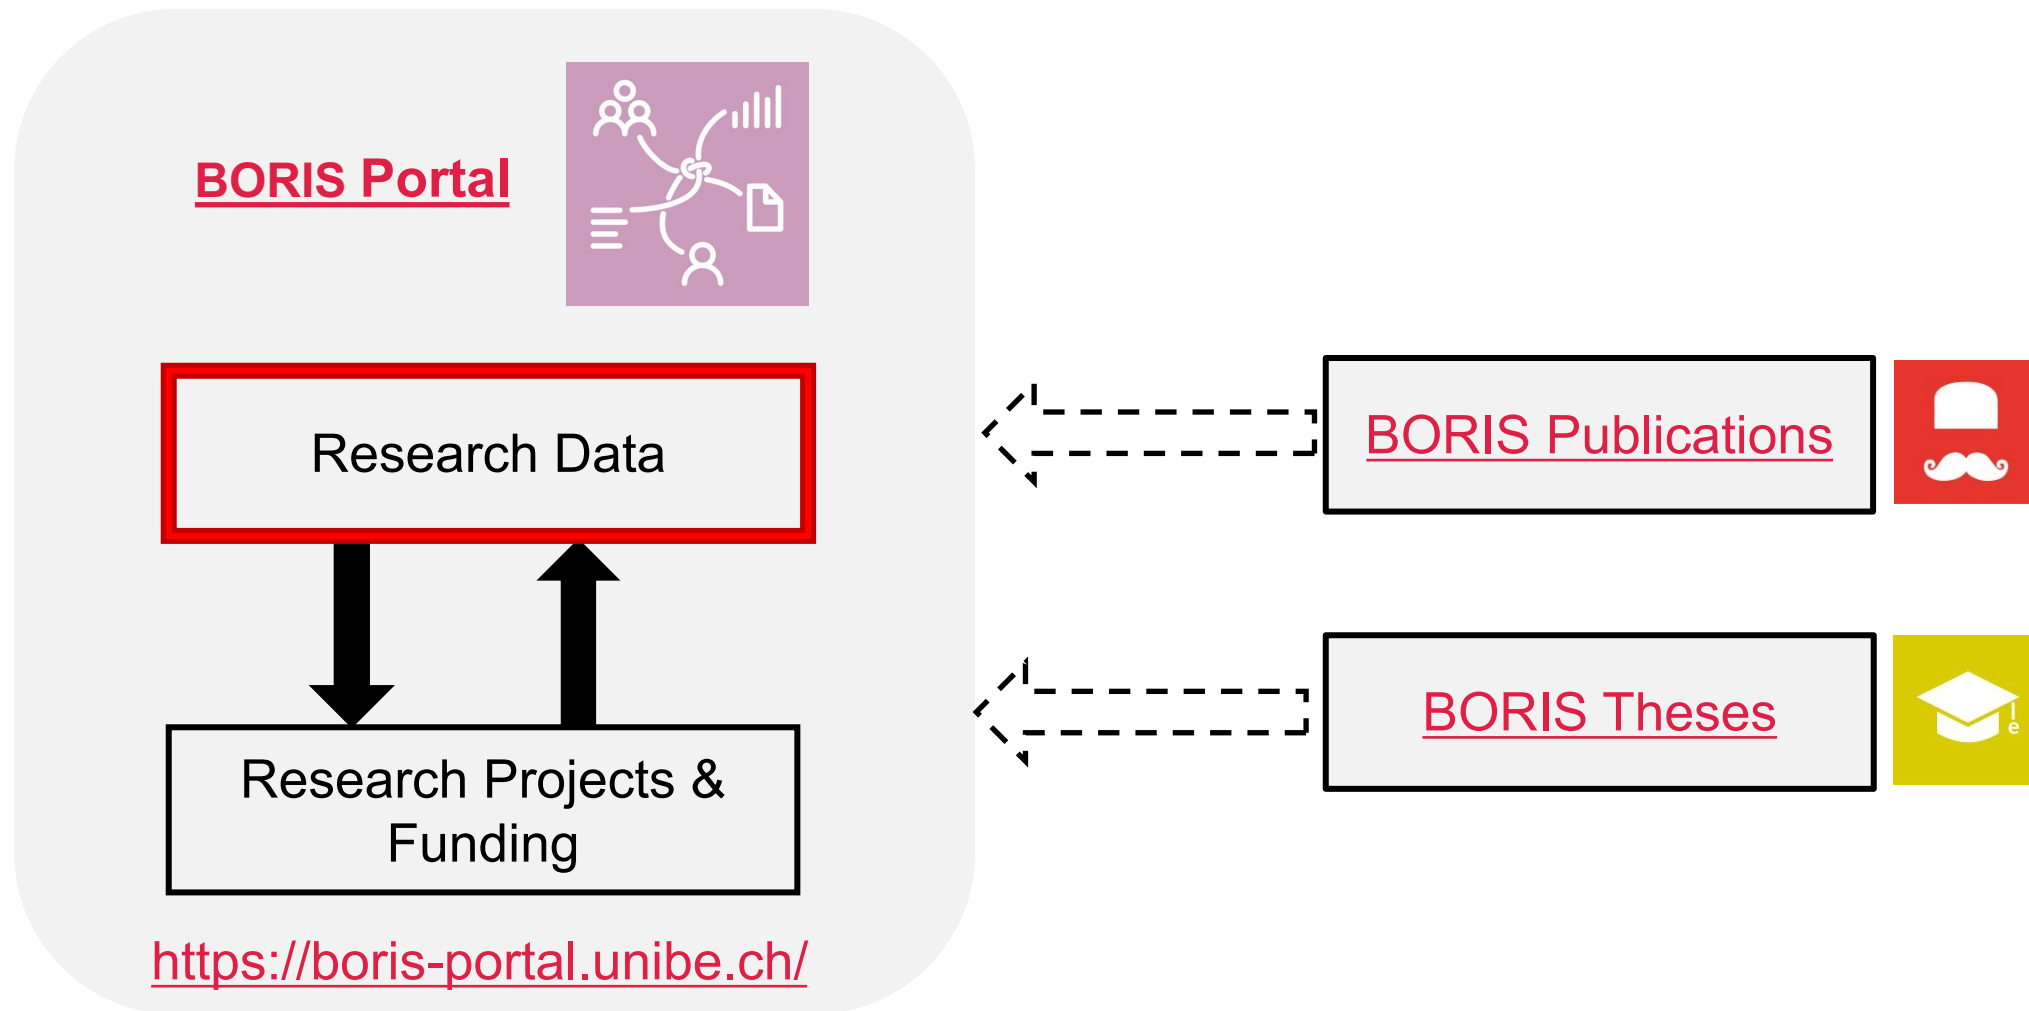 BORIS Portal
Research Data
Research Projects &
Funding
https://boris-portal.unibe.ch/
BORIS Publications
BORIS Theses
e